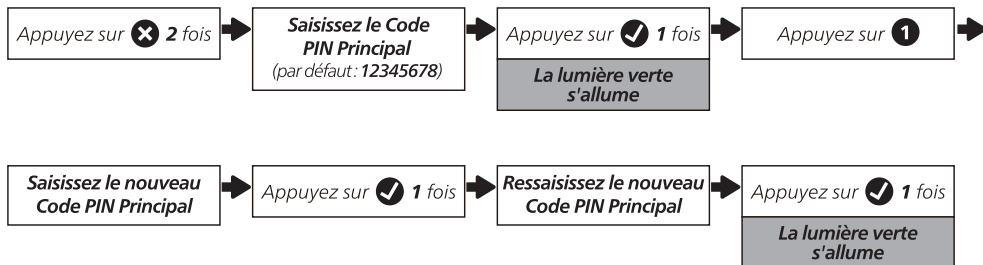 Appuyez sur ✖ 2 fois
Saisissez le Code
PIN Principal
(par défaut : 12345678)
Appuyez sur ✔ 1 fois
La lumière verte
s'allume
Appuyez sur 1
Saisissez le nouveau
Code PIN Principal
Appuyez sur ✔ 1 fois
Ressaisissez le nouveau
Code PIN Principal
Appuyez sur ✔ 1 fois
La lumière verte
s'allume